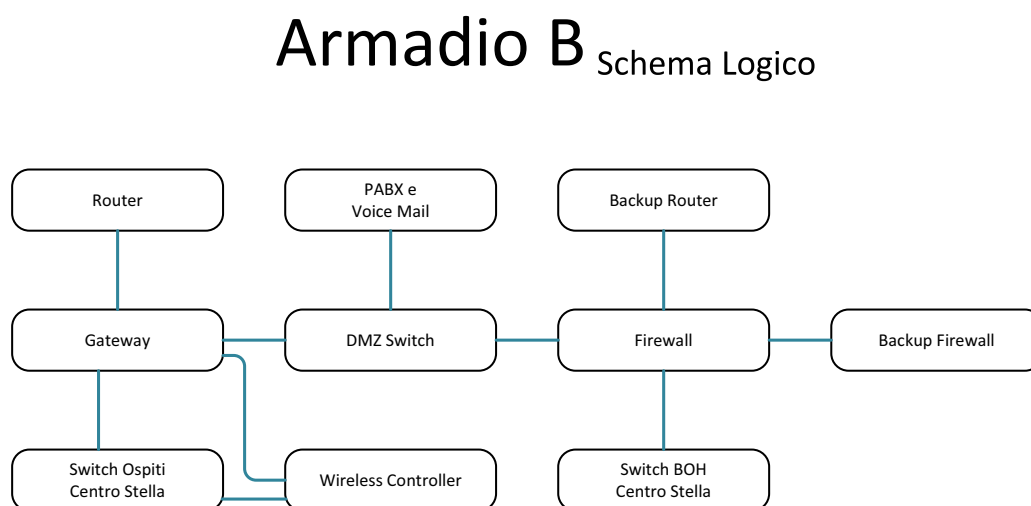 Armadio B Schema Logico
Router
PABX e
Voice Mail
Backup Router
Gateway
DMZ Switch
Firewall
Backup Firewall
Switch Ospiti
Centro Stella
Wireless Controller
Switch BOH
Centro Stella